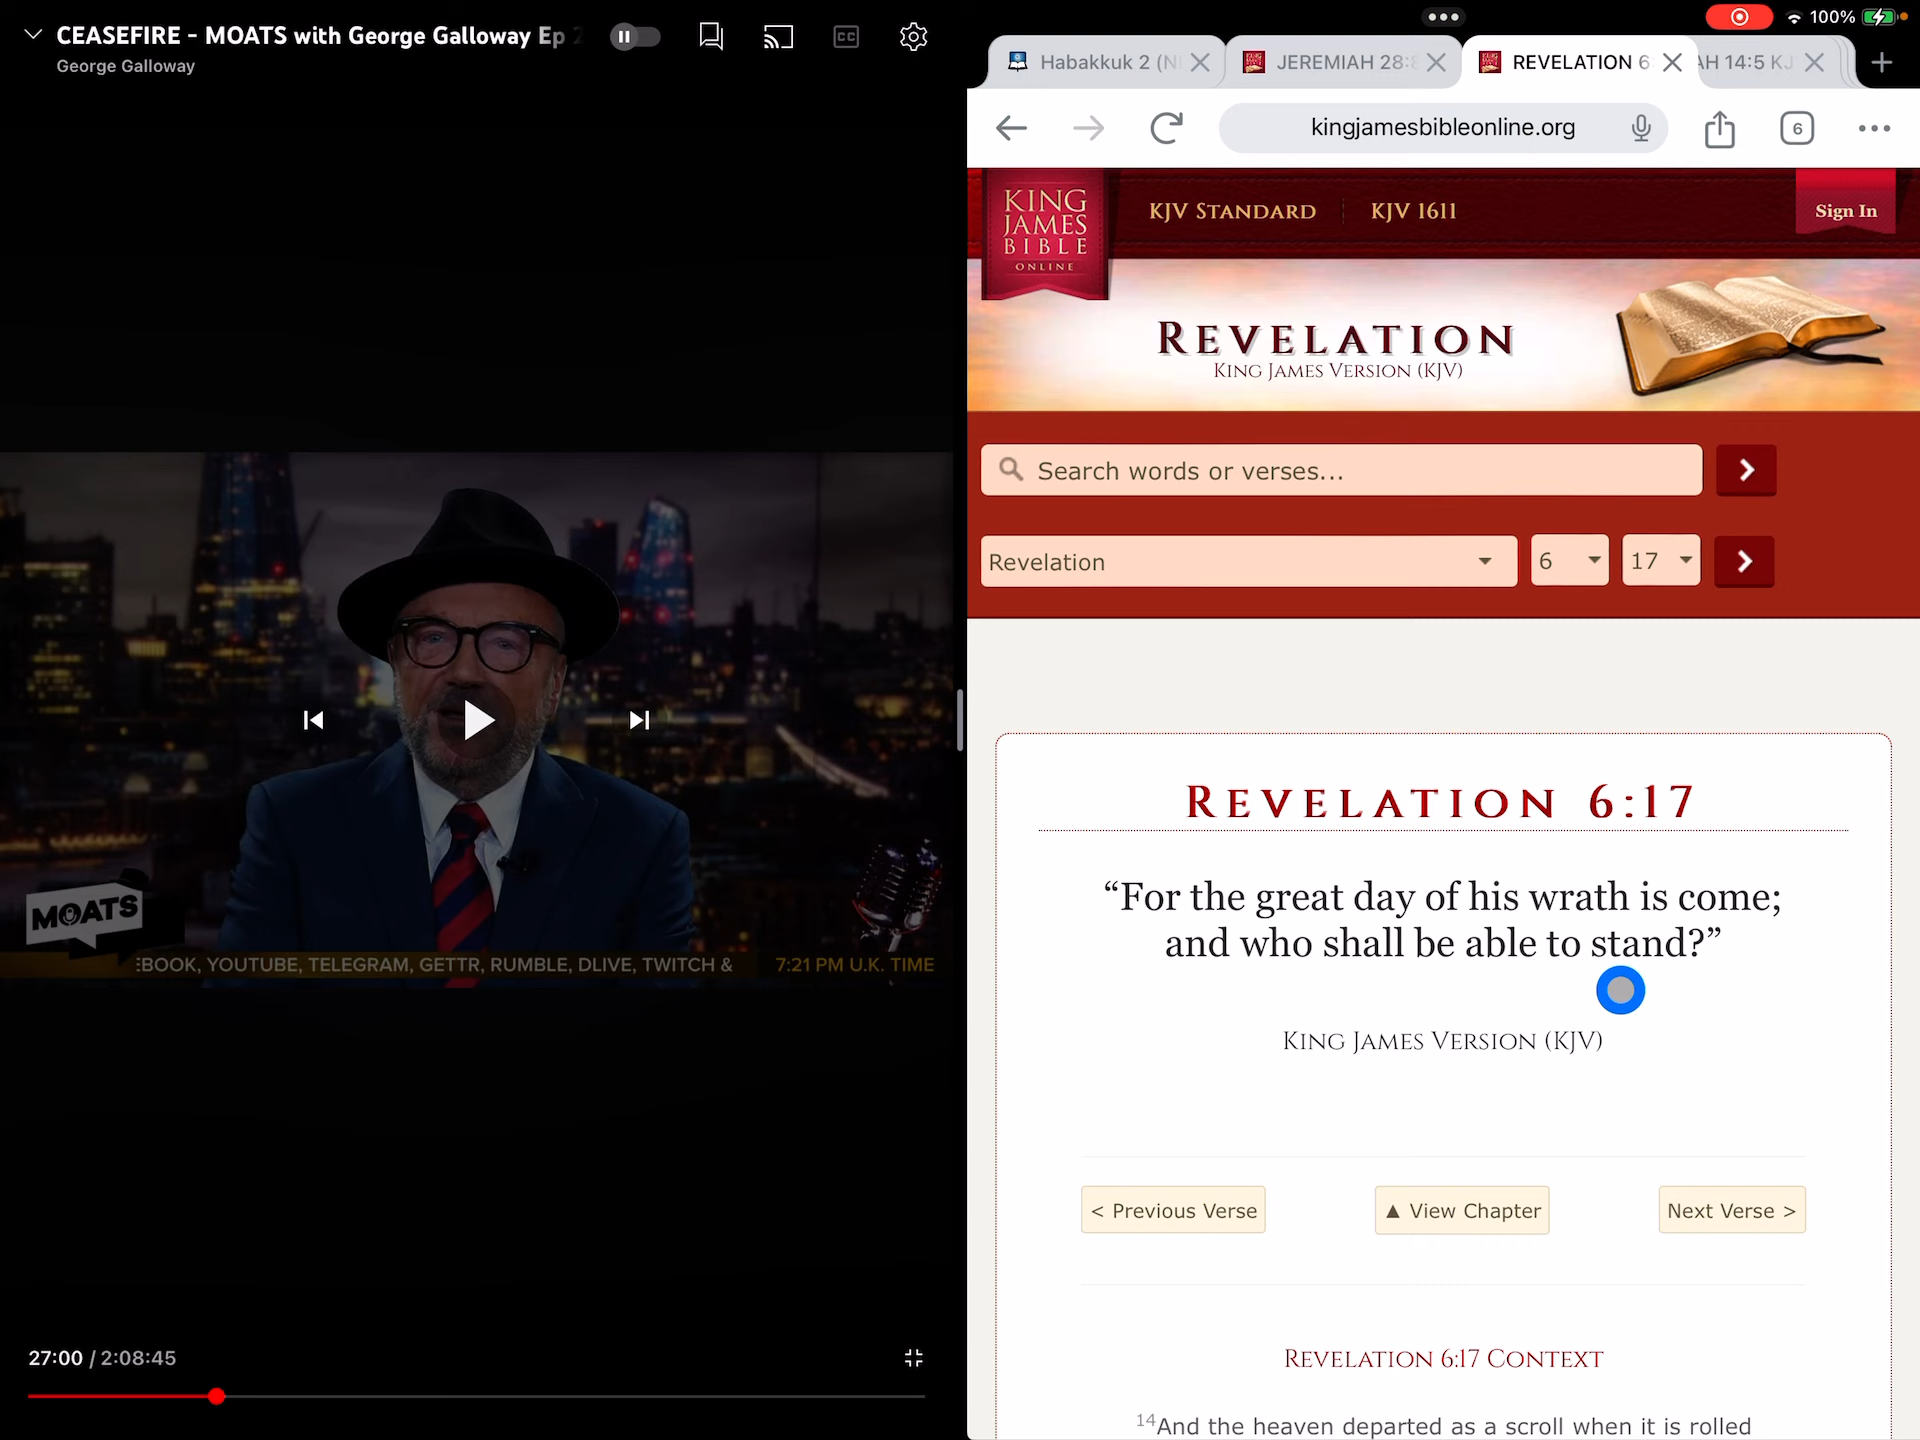 CEASEFIRE - MOATS with George Galloway Ep
George Galloway
CC
MOATS
:BOOK, YOUTUBE, TELEGRAM, GETTR, RUMBLE, DLIVE, TWITCH &
7:21 PM U.K. TIME
27:00 / 2:08:45
100%
Habakkuk 2 (NI
JEREMIAH 28:8
REVELATION 6
AH 14:5 KJ
kingjamesbibleonline.org
6
KING
JAMES
BIBLE
ONLINE
KJV STANDARD
KJV 1611
Sign In
REVELATION
KING JAMES VERSION (KJV)
Search words or verses...
Revelation
6
17
REVELATION 6:17
“For the great day of his wrath is come;
and who shall be able to stand?”
KING JAMES VERSION (KJV)
< Previous Verse
▲ View Chapter
Next Verse >
REVELATION 6:17 CONTEXT
14And the heaven departed as a scroll when it is rolled